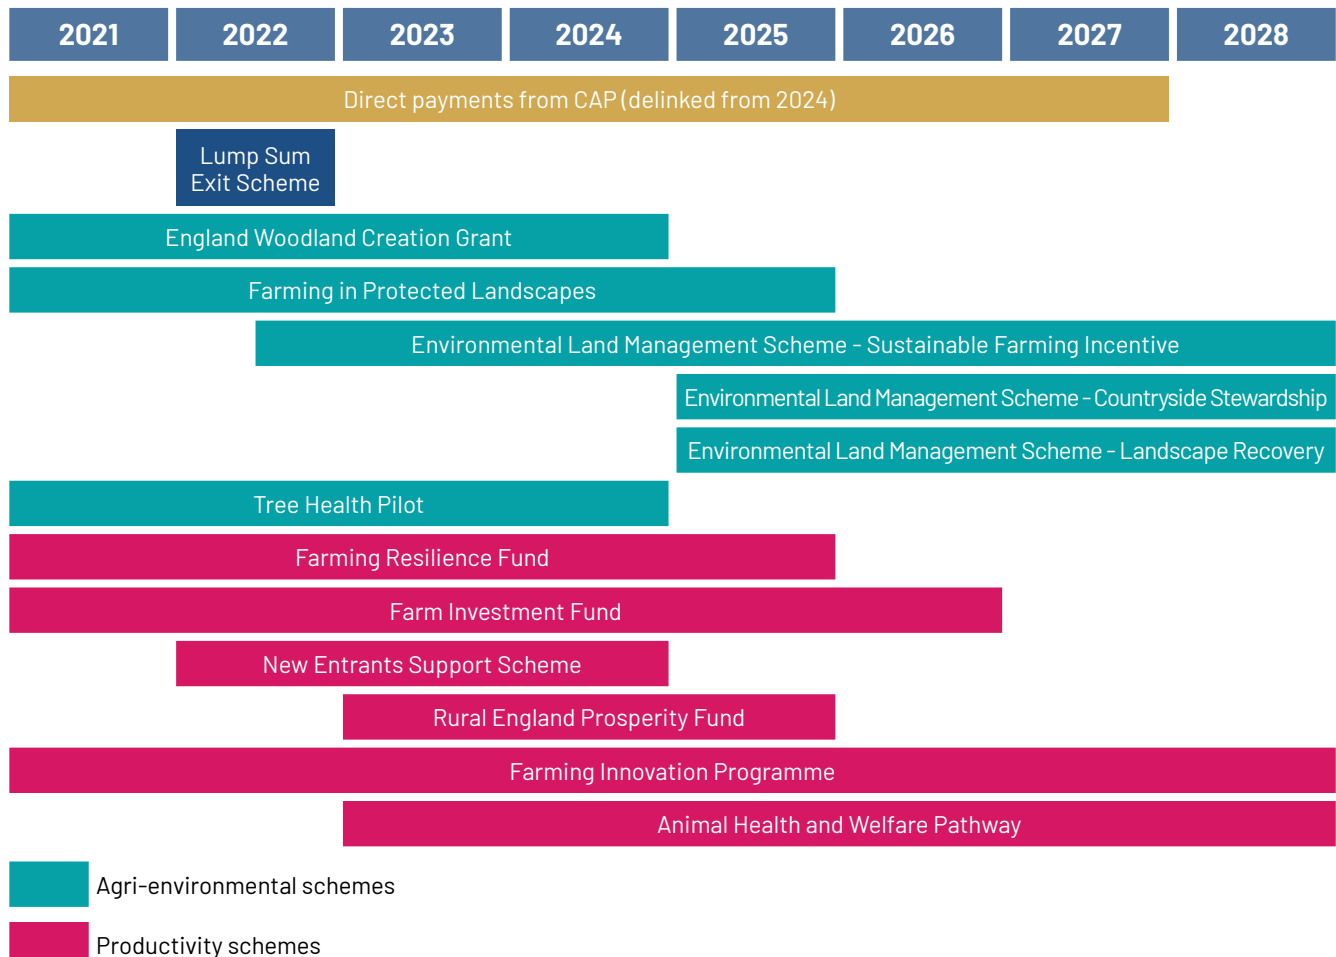 2021 2022 2023 2024 2025 2026 2027 2028
Direct payments from CAP (delinked from 2024)
Lump Sum
Exit Scheme
England Woodland Creation Grant
Farming in Protected Landscapes
Environmental Land Management Scheme - Sustainable Farming Incentive
Environmental Land Management Scheme - Countryside Stewardship
Environmental Land Management Scheme - Landscape Recovery
Tree Health Pilot
Farming Resilience Fund
Farm Investment Fund
New Entrants Support Scheme
Rural England Prosperity Fund
Farming Innovation Programme
Animal Health and Welfare Pathway
Agri-environmental schemes
Productivity schemes